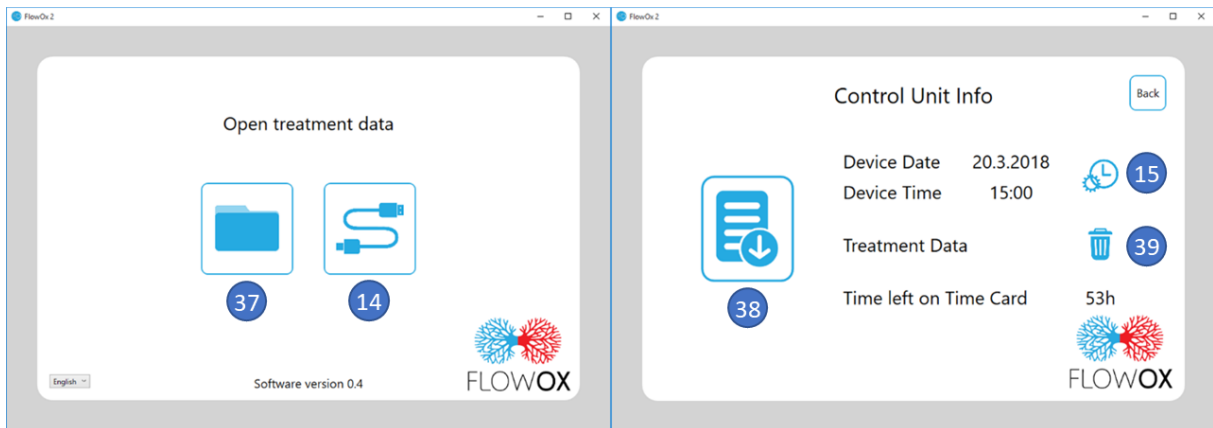 FlowOx 2
Open treatment data
37
14
English
Software version 0.4
FLOWOX
FlowOx 2
Control Unit Info
Back
Device Date 20.3.2018
15
Device Time 15:00
Treatment Data
39
38
Time left on Time Card 53h
FLOWOX